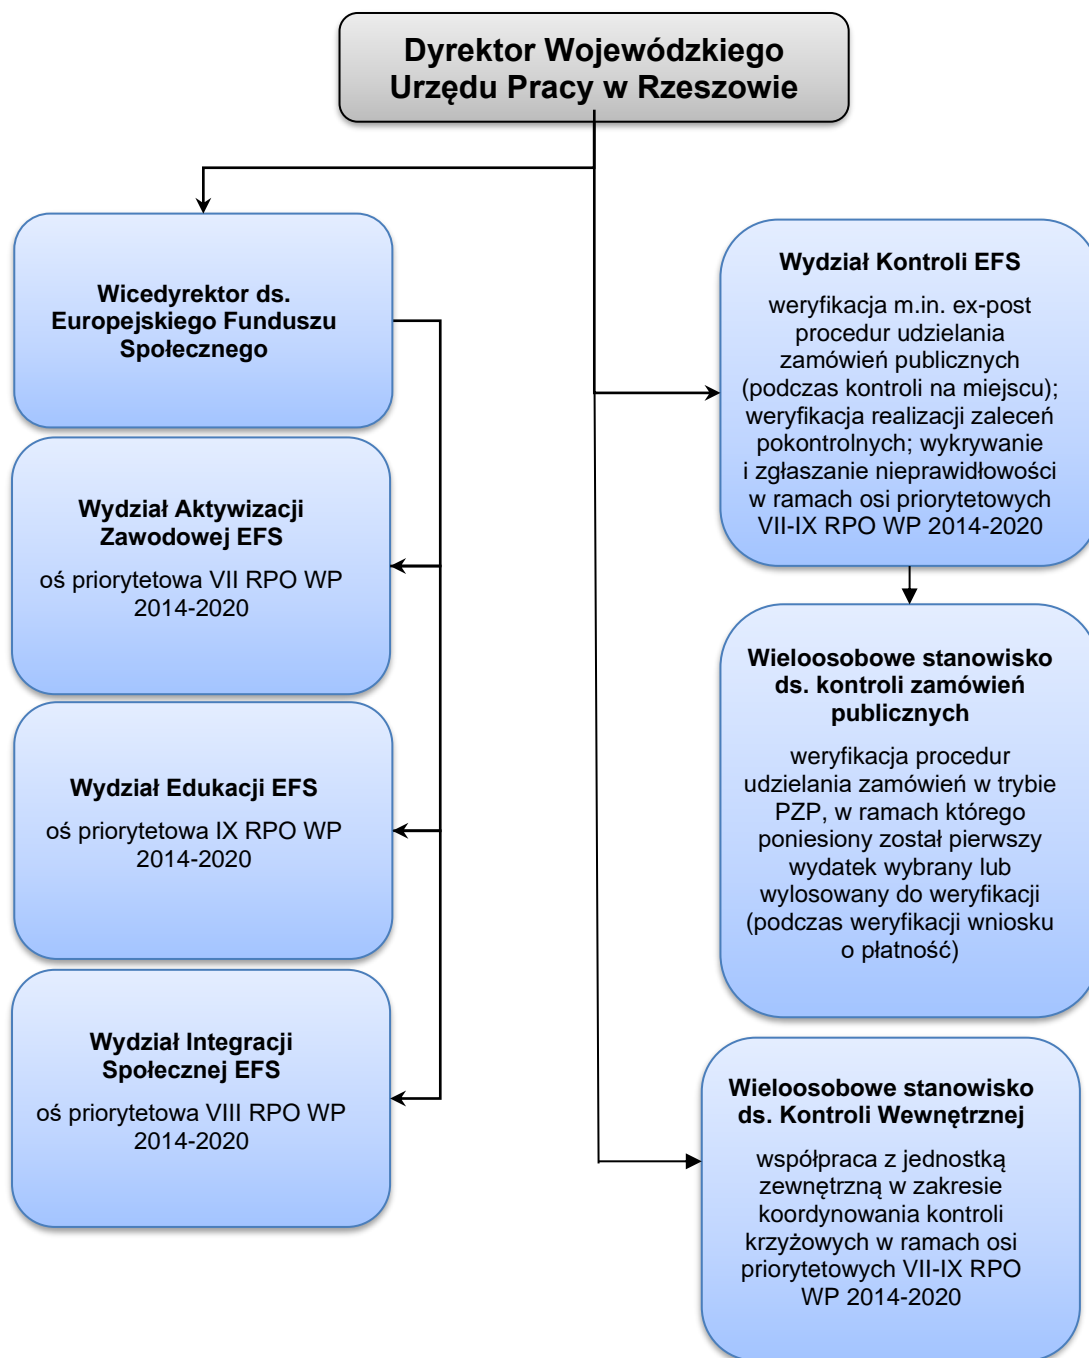 Dyrektor Wojewódzkiego
Urzędu Pracy w Rzeszowie
Wicedyrektor ds.
Europejskiego Funduszu
Społecznego
Wydział Aktywizacji
Zawodowej EFS
oś priorytetowa VII RPO WP
2014-2020
Wydział Edukacji EFS
oś priorytetowa IX RPO WP
2014-2020
Wydział Integracji
Społecznej EFS
oś priorytetowa VIII RPO WP
2014-2020
Wydział Kontroli EFS
weryfikacja m.in. ex-post
procedur udzielania
zamówień publicznych
(podczas kontroli na miejscu);
weryfikacja realizacji zaleceń
pokontrolnych; wykrywanie
i zgłaszanie nieprawidłowości
w ramach osi priorytetowych
VII-IX RPO WP 2014-2020
Wieloosobowe stanowisko
ds. kontroli zamówień
publicznych
weryfikacja procedur
udzielania zamówień w trybie
PZP, w ramach którego
poniesiony został pierwszy
wydatek wybrany lub
wylosowany do weryfikacji
(podczas weryfikacji wniosku
o płatność)
Wieloosobowe stanowisko
ds. Kontroli Wewnętrznej
współpraca z jednostką
zewnętrzną w zakresie
koordynowania kontroli
krzyżowych w ramach osi
priorytetowych VII-IX RPO
WP 2014-2020